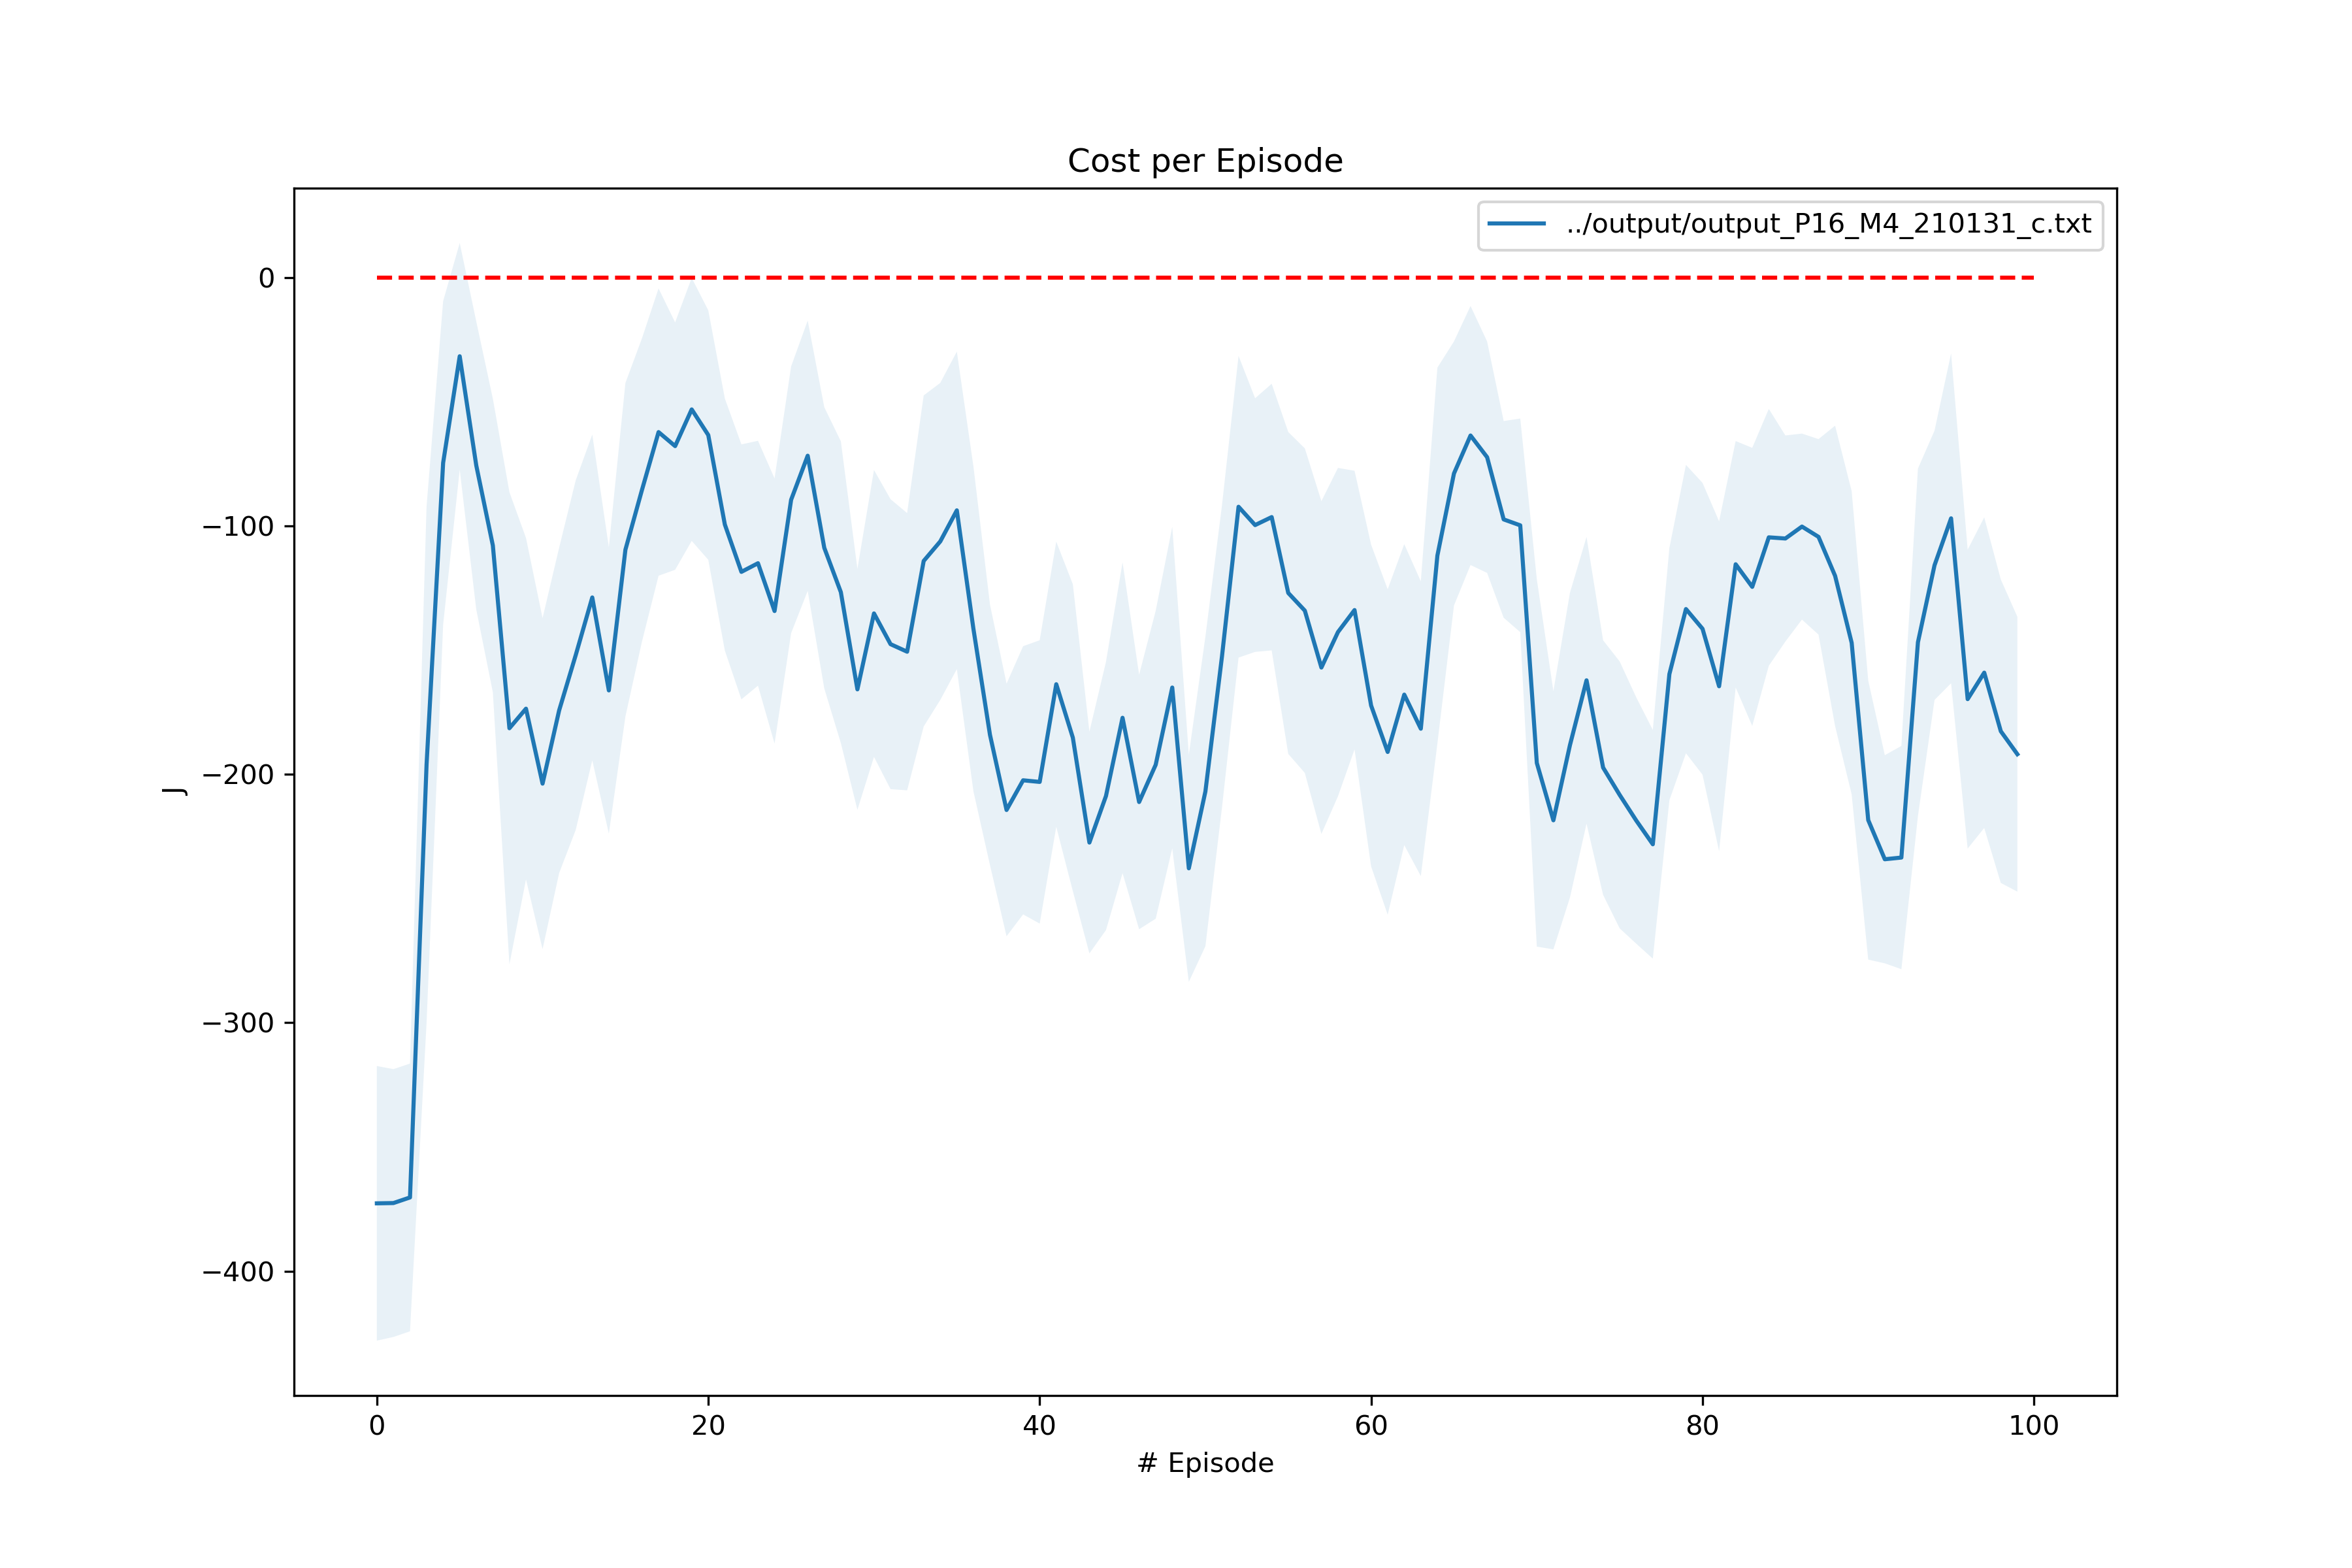 Cost per Episode
../output/output_P16_M4_210131_c.txt
0
−100
−200
−300
−400
J
0 20 40 60 80 100
# Episode